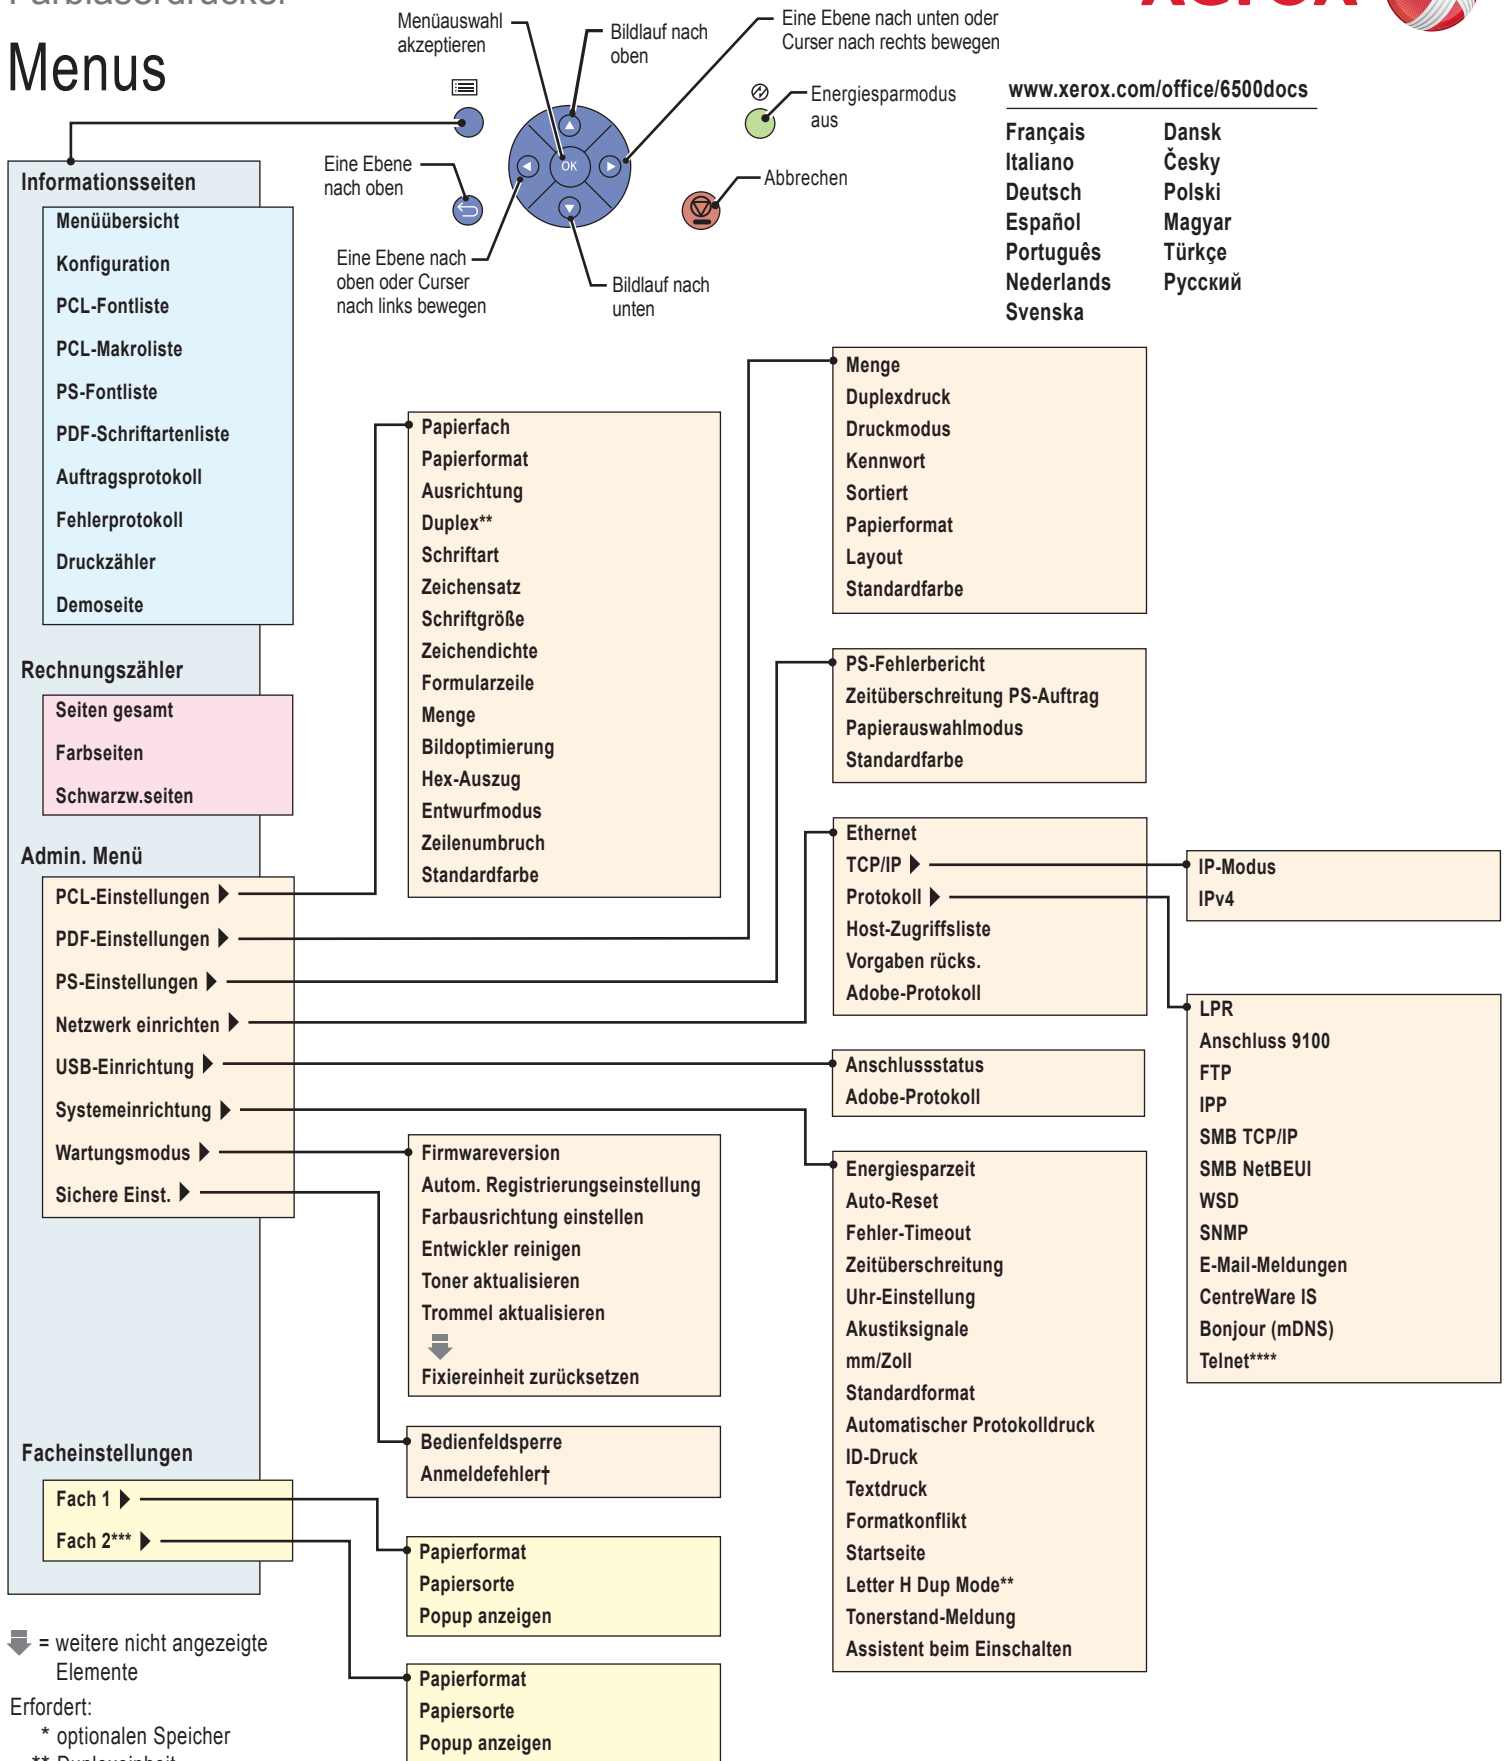 Menus
Menüauswahl
akzeptieren
Bildlauf nach
oben
Eine Ebene nach unten oder
Curser nach rechts bewegen
Energiesparmodus
aus
Eine Ebene
nach oben
OK
Abbrechen
Eine Ebene nach
oben oder Curser
nach links bewegen
Bildlauf nach
unten
www.xerox.com/office/6500docs
Français
Italiano
Deutsch
Español
Português
Nederlands
Svenska
Dansk
Česky
Polski
Magyar
Türkçe
Русский
Informationsseiten
Menüübersicht
Konfiguration
PCL-Fontliste
PCL-Makroliste
PS-Fontliste
PDF-Schriftartenliste
Auftragsprotokoll
Fehlerprotokoll
Druckzähler
Demoseite
Rechnungszähler
Seiten gesamt
Farbseiten
Schwarzw.seiten
Admin. Menü
PCL-Einstellungen
PDF-Einstellungen
PS-Einstellungen
Netzwerk einrichten
USB-Einrichtung
Systemeinrichtung
Wartungsmodus
Sichere Einst.
Facheinstellungen
Fach 1
Fach 2***
Papierfach
Papierformat
Ausrichtung
Duplex**
Schriftart
Zeichensatz
Schriftgröße
Zeichendichte
Formularzeile
Menge
Bildoptimierung
Hex-Auszug
Entwurfmodus
Zeilenumbruch
Standardfarbe
Firmwareversion
Autom. Registrierungseinstellung
Farbausrichtung einstellen
Entwickler reinigen
Toner aktualisieren
Trommel aktualisieren
Fixiereinheit zurücksetzen
Bedienfeldsperre
Anmeldefehler†
Papierformat
Papiersorte
Popup anzeigen
Papierformat
Papiersorte
Popup anzeigen
Menge
Duplexdruck
Druckmodus
Kennwort
Sortiert
Papierformat
Layout
Standardfarbe
PS-Fehlerbericht
Zeitüberschreitung PS-Auftrag
Papierauswahlmodus
Standardfarbe
Ethernet
TCP/IP
Protokoll
Host-Zugriffsliste
Vorgaben rücks.
Adobe-Protokoll
Anschlussstatus
Adobe-Protokoll
Energiesparzeit
Auto-Reset
Fehler-Timeout
Zeitüberschreitung
Uhr-Einstellung
Akustiksignale
mm/Zoll
Standardformat
Automatischer Protokolldruck
ID-Druck
Textdruck
Formatkonflikt
Startseite
Letter H Dup Mode**
Tonerstand-Meldung
Assistent beim Einschalten
IP-Modus
IPv4
LPR
Anschluss 9100
FTP
IPP
SMB TCP/IP
SMB NetBEUI
WSD
SNMP
E-Mail-Meldungen
CentreWare IS
Bonjour (mDNS)
Telnet****
= weitere nicht angezeigte
Elemente
Erfordert:
* optionalen Speicher